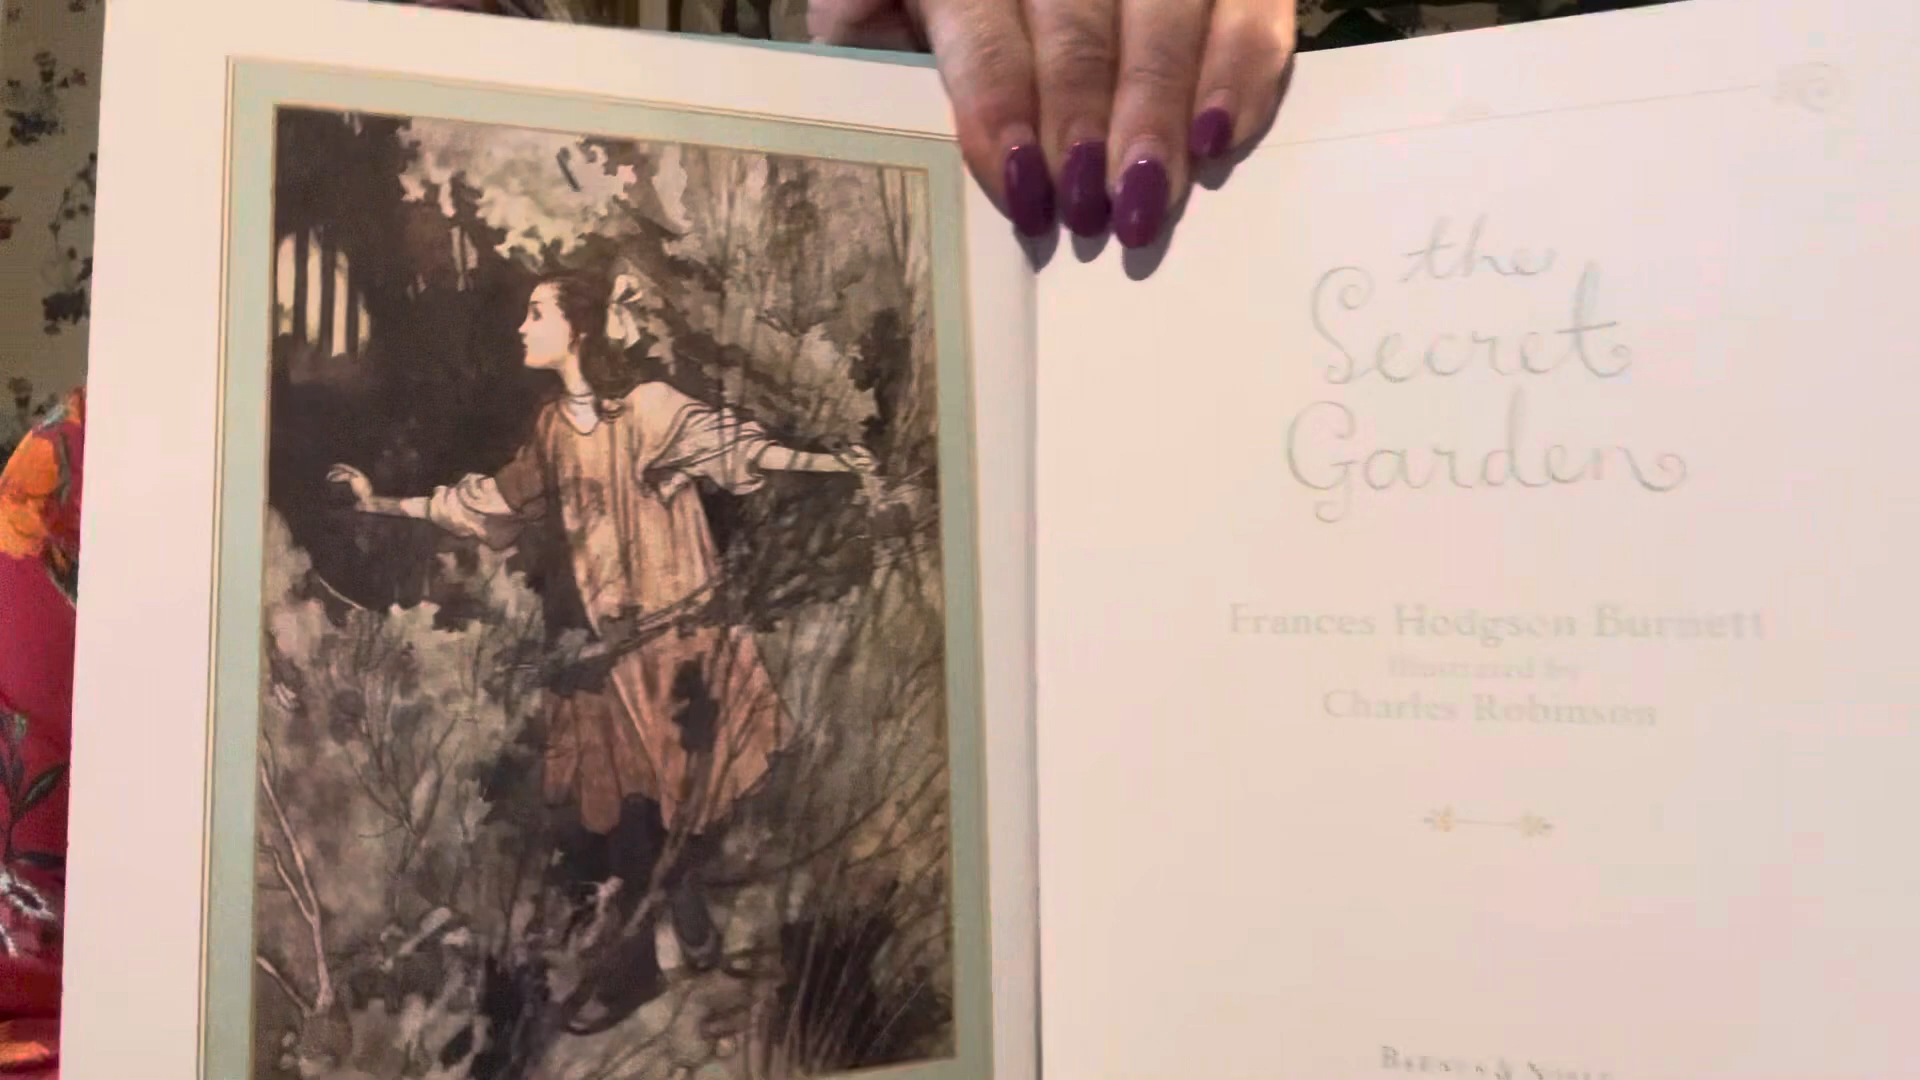 the
Secret
Garden
Frances Hodgson Burnett
Illustrated by
Charles Robinson